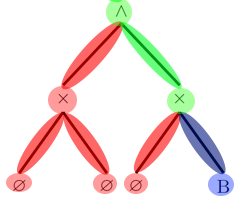 ∧
× ×
∅ ∅ ∅ B